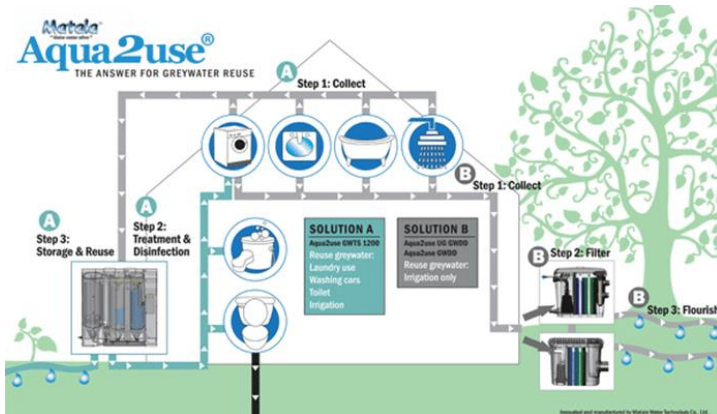 Matala
Aqua2use®
THE ANSWER FOR GREYWATER REUSE
A
Step 1: Collect
B
Step 1: Collect
A
Step 3:
Storage & Reuse
A
Step 2:
Treatment &
Disinfection
SOLUTION A
Aqua2use GWTS 1200
Reuse greywater:
Laundry use
Washing cars
Toilet
Irrigation
SOLUTION B
Aqua2use UG GWDD
Aqua2use GWDD
Reuse greywater:
Irrigation only
B
Step 2: Filter
B
Step 3: Flourish
Innovated and manufactured by Matala Water Technology Co., Ltd.